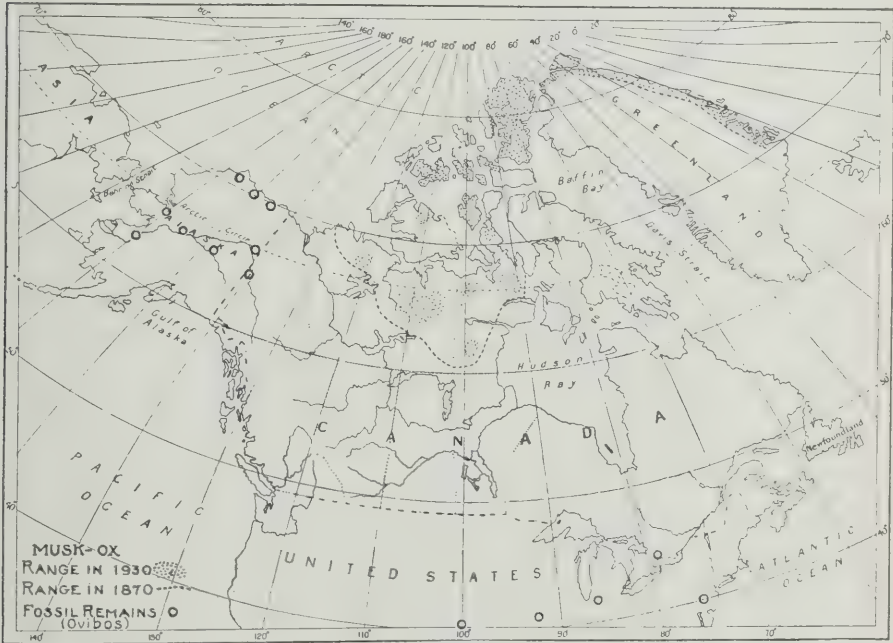 140° 160° 180° 160° 140° 120° 100° 80° 60° 40° 20° 0° 20°
ASIA
ARCTIC
OCEAN
GREENLAND
Bering Strait
Arctic Circle
ALASKA
Baffin
Bay
Davis Strait
Gulf of
Alaska
Hudson
Bay
CANADA
Newfoundland
PACIFIC
OCEAN
UNITED STATES
ATLANTIC
OCEAN
MUSK-OX
RANGE IN 1930
RANGE IN 1870
FOSSIL REMAINS
(Ovibos)
140° 130° 120° 110° 100° 90° 80° 70°